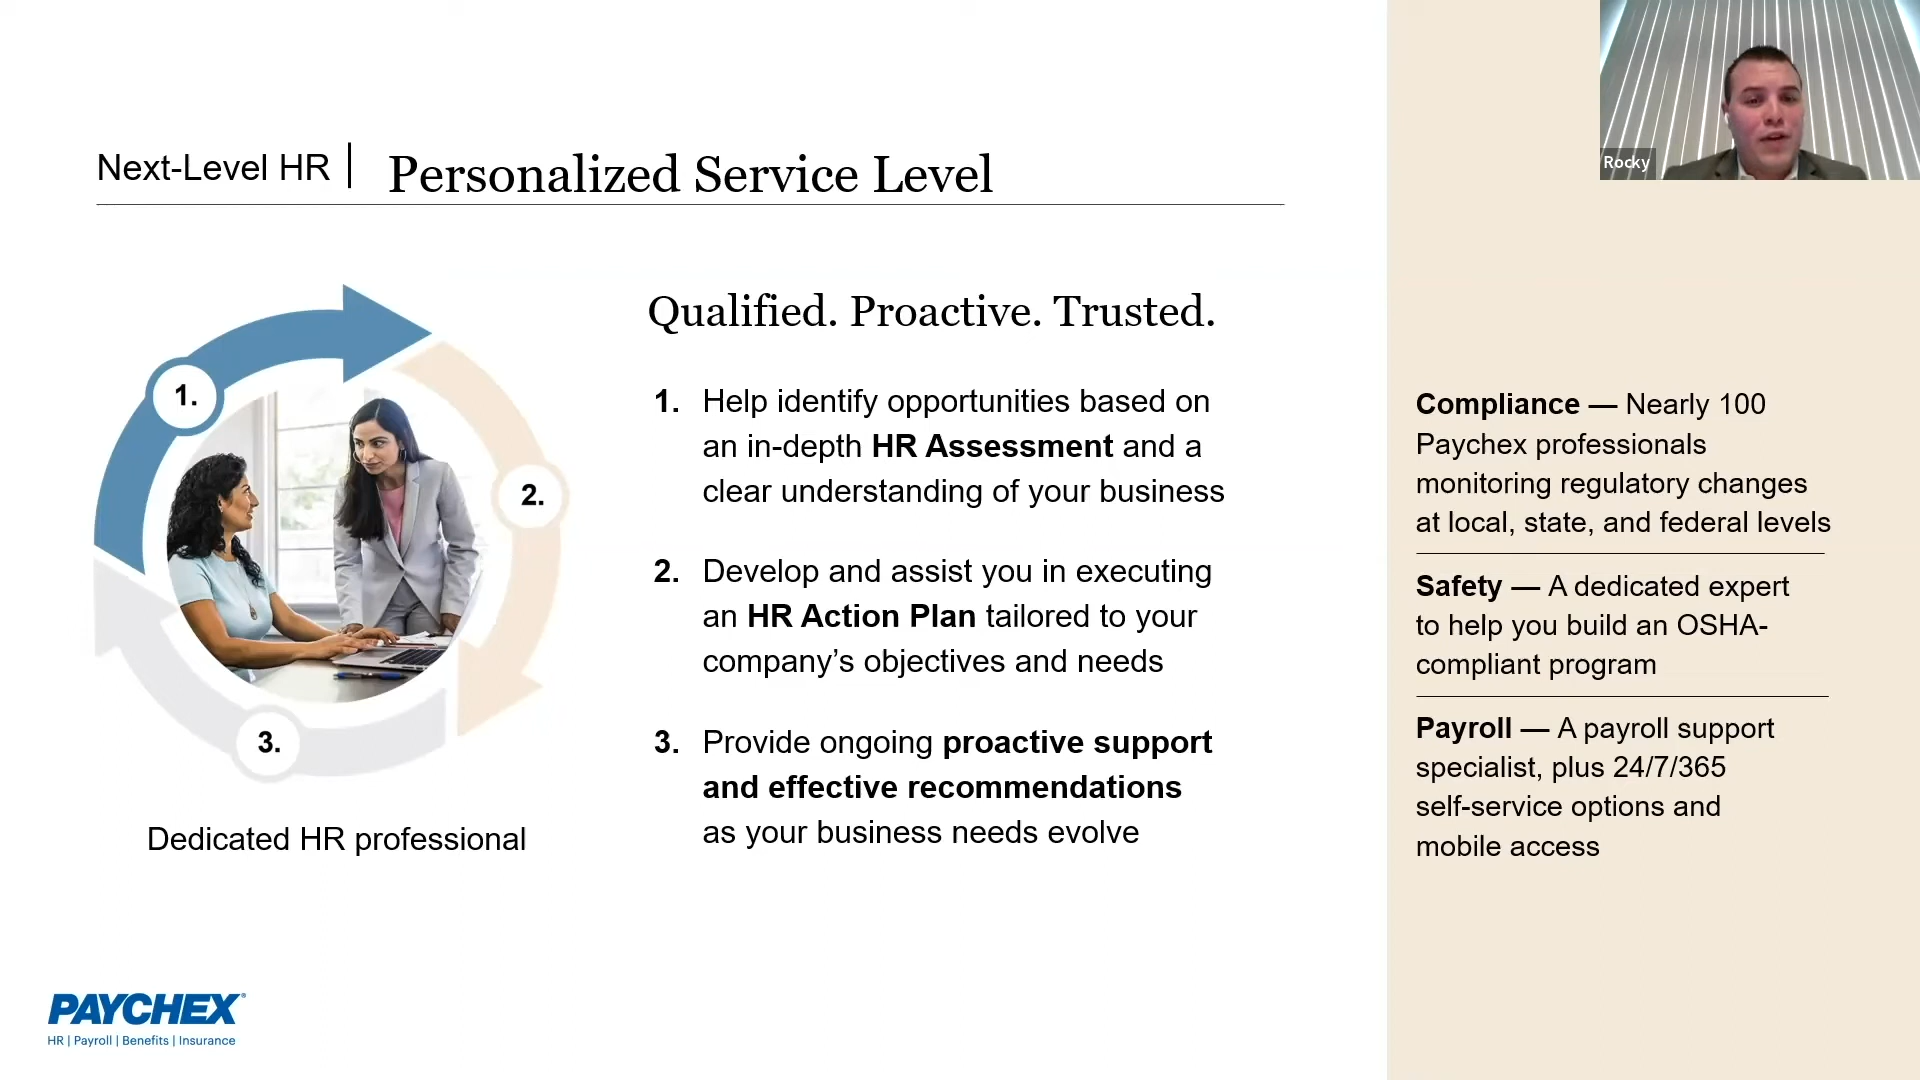 Next-Level HR
Personalized Service Level
Rocky
1.
2.
3.
Dedicated HR professional
Qualified. Proactive. Trusted.
1. Help identify opportunities based on
an in-depth HR Assessment and a
clear understanding of your business
2. Develop and assist you in executing
an HR Action Plan tailored to your
company’s objectives and needs
3. Provide ongoing proactive support
and effective recommendations
as your business needs evolve
Compliance — Nearly 100
Paychex professionals
monitoring regulatory changes
at local, state, and federal levels
Safety — A dedicated expert
to help you build an OSHA-
compliant program
Payroll — A payroll support
specialist, plus 24/7/365
self-service options and
mobile access
PAYCHEX®
HR | Payroll | Benefits | Insurance